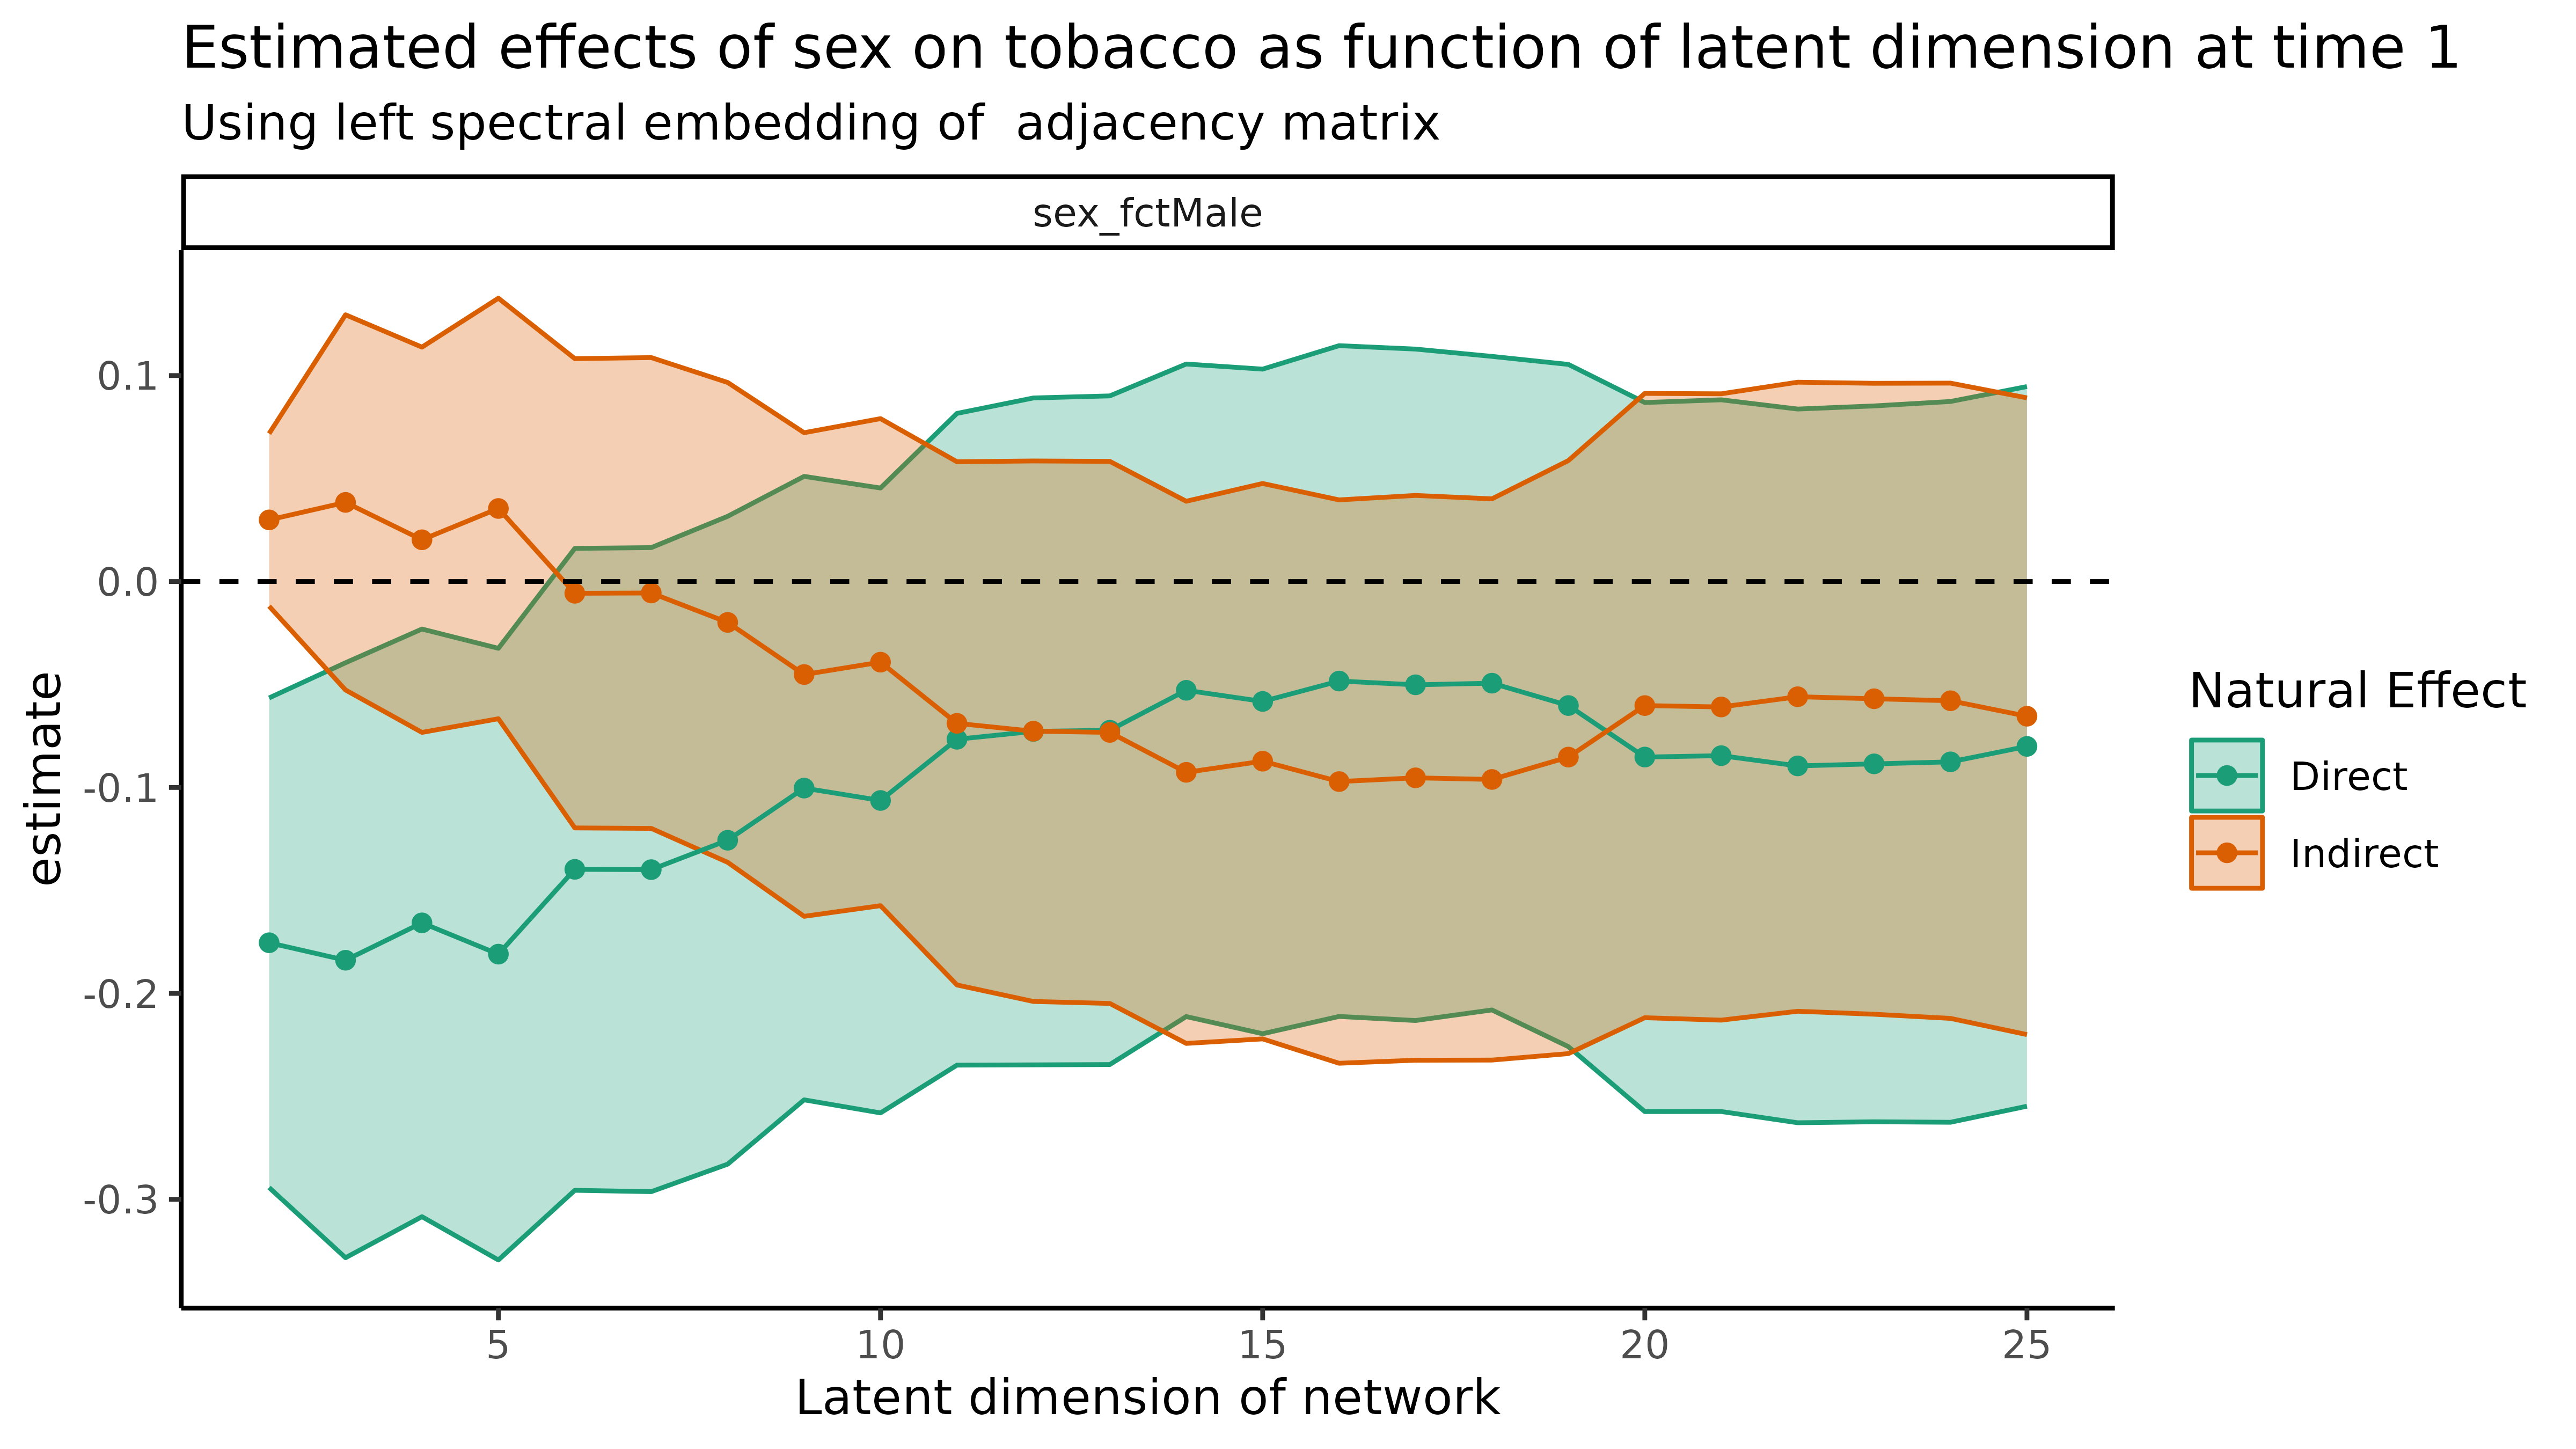 Estimated effects of sex on tobacco as function of latent dimension at time 1
Using left spectral embedding of  adjacency matrix
sex_fctMale
0.1
0.0
-0.1
-0.2
-0.3
estimate
5 10 15 20 25
Latent dimension of network
Natural Effect
Direct
Indirect